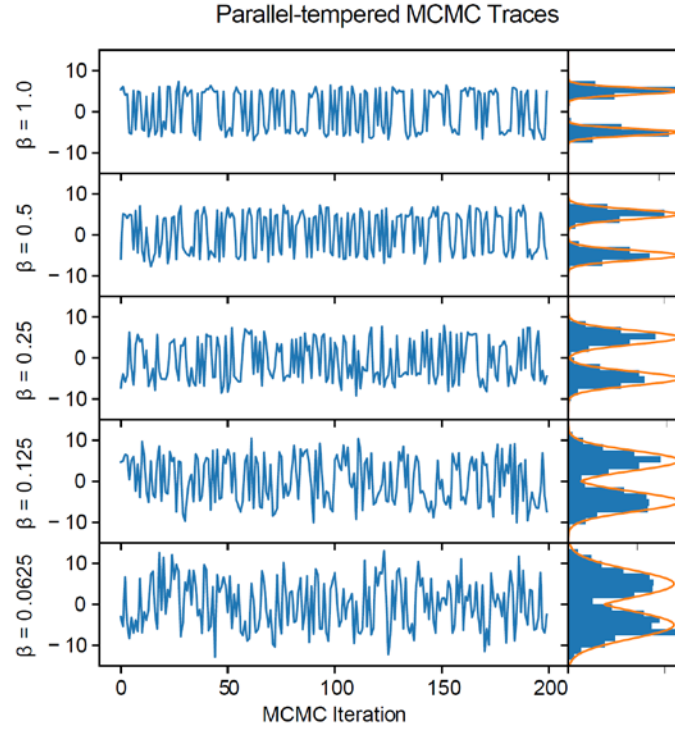 Parallel-tempered MCMC Traces
β = 1.0
10
0
− 10
β = 0.5
10
0
− 10
β = 0.25
10
0
− 10
β = 0.125
10
0
− 10
β = 0.0625
10
0
10
0
50
100
150
200
MCMC Iteration